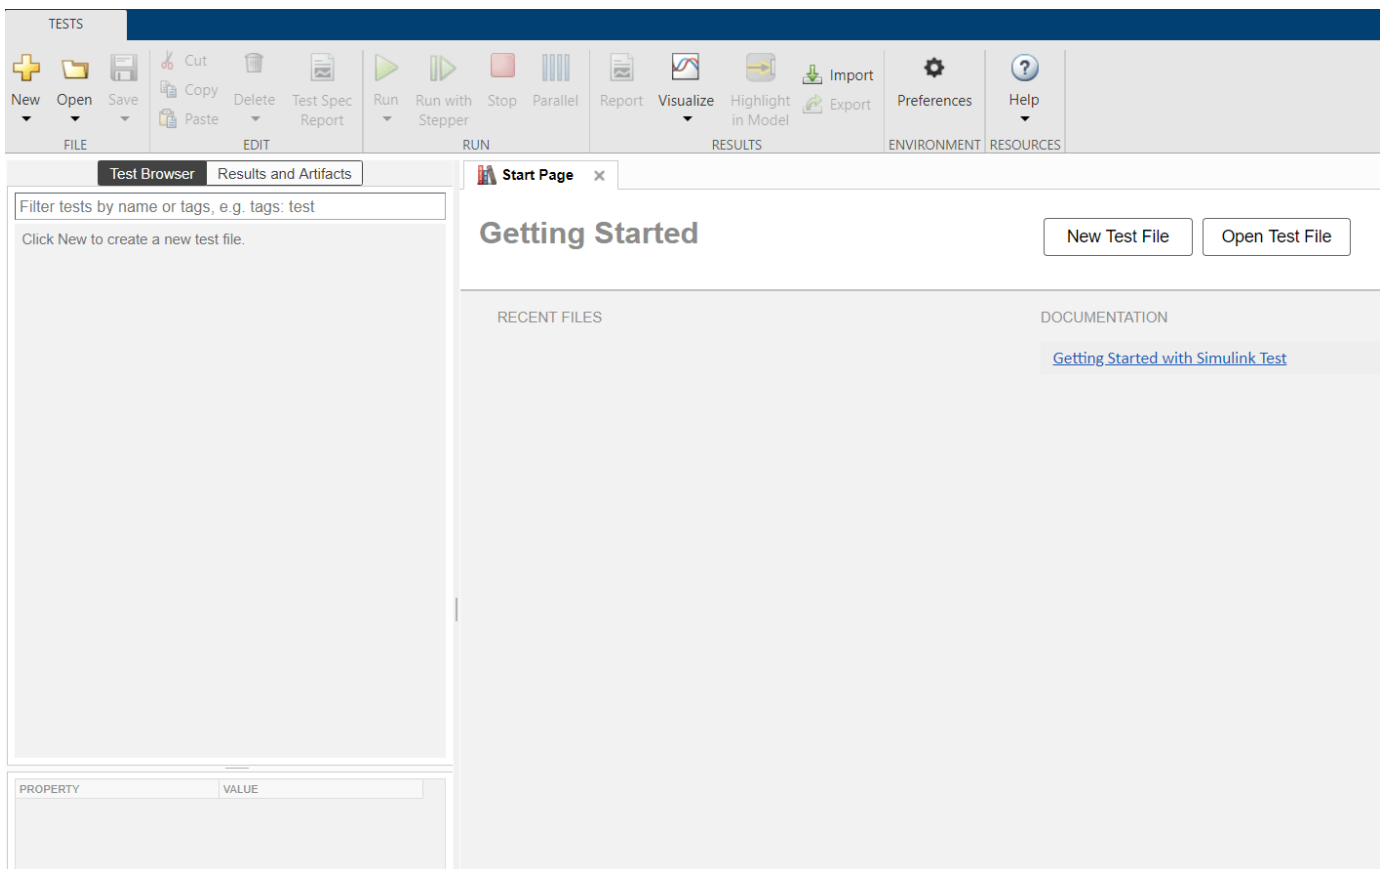 TESTS
New
Open
Save
Cut
Copy
Paste
Delete
Test Spec
Report
Run
Run with
Stepper
Stop
Parallel
Report
Visualize
Highlight
in Model
Import
Export
Preferences
?
Help
FILE
EDIT
RUN
RESULTS
ENVIRONMENT
RESOURCES
Test Browser
Results and Artifacts
Filter tests by name or tags, e.g. tags: test
Click New to create a new test file.
PROPERTY
VALUE
Start Page
Getting Started
New Test File
Open Test File
RECENT FILES
DOCUMENTATION
Getting Started with Simulink Test